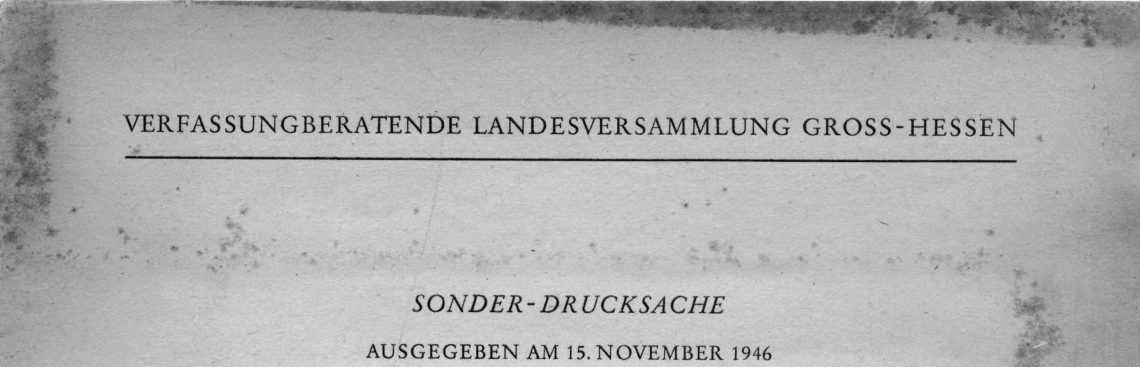 VERFASSUNGBERATENDE LANDESVERSAMMLUNG GROSS-HESSEN
SONDER-DRUCKSACHE
AUSGEGEBEN AM 15. NOVEMBER 1946